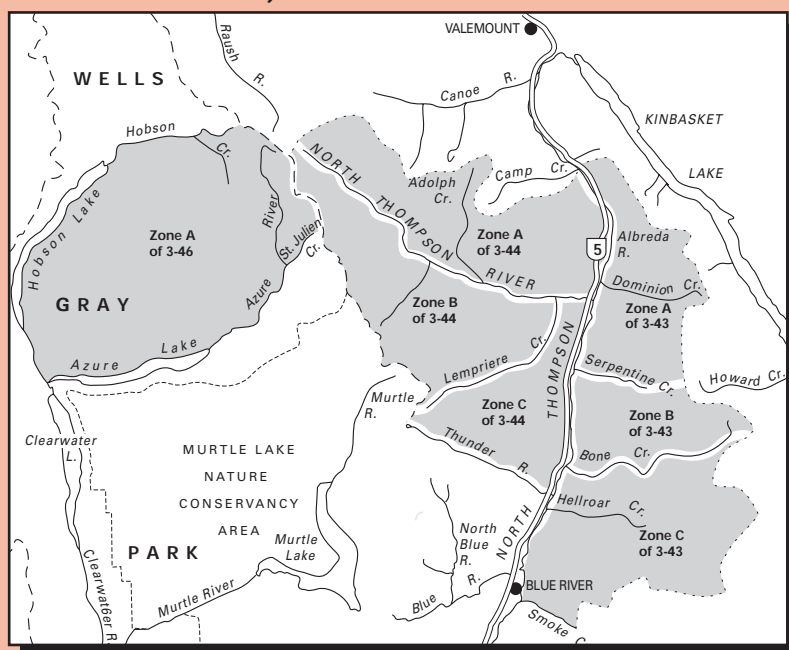 VALEMOUNT
WELLS
Raush
R.
Canoe R.
KINBASKET
LAKE
Hobson
Cr.
NORTH THOMPSON RIVER
Adolph
Cr.
Camp Cr.
Hobson Lake
Zone A
of 3-46
River
St. Julien
Cr.
Zone A
of 3-44
5
Albreda
R.
GRAY
Azure
Dominion Cr.
Zone B
of 3-44
Zone A
of 3-43
Azure Lake
Lempriere Cr.
THOMPSON
Serpentine Cr.
Howard Cr.
Murtle
R.
Zone C
of 3-44
Zone B
of 3-43
Clearwater
L.
Thunder R.
Bone Cr.
MURTLE LAKE
NATURE
CONSERVANCY
AREA
Hellroar Cr.
Zone C
of 3-43
PARK
Murtle
Lake
North
Blue
R.
NORTH
Clearwat6er R.
Murtle River
Blue R.
BLUE RIVER
Smoke